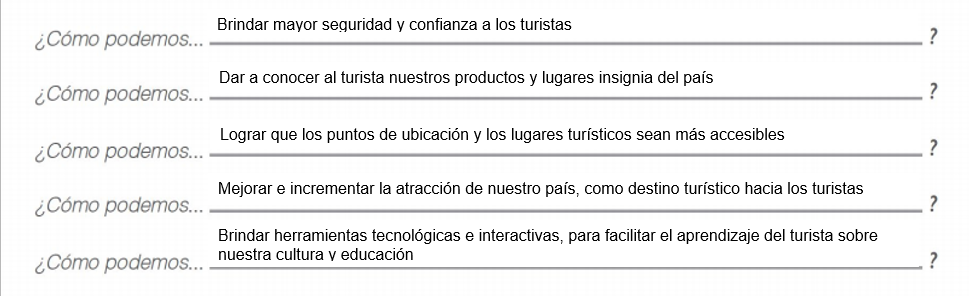 ¿Cómo podemos... Brindar mayor seguridad y confianza a los turistas ?
¿Cómo podemos... Dar a conocer al turista nuestros productos y lugares insignia del país ?
¿Cómo podemos... Lograr que los puntos de ubicación y los lugares turísticos sean más accesibles ?
¿Cómo podemos... Mejorar e incrementar la atracción de nuestro país, como destino turístico hacia los turistas ?
Brindar herramientas tecnológicas e interactivas, para facilitar el aprendizaje del turista sobre
¿Cómo podemos... nuestra cultura y educación ?